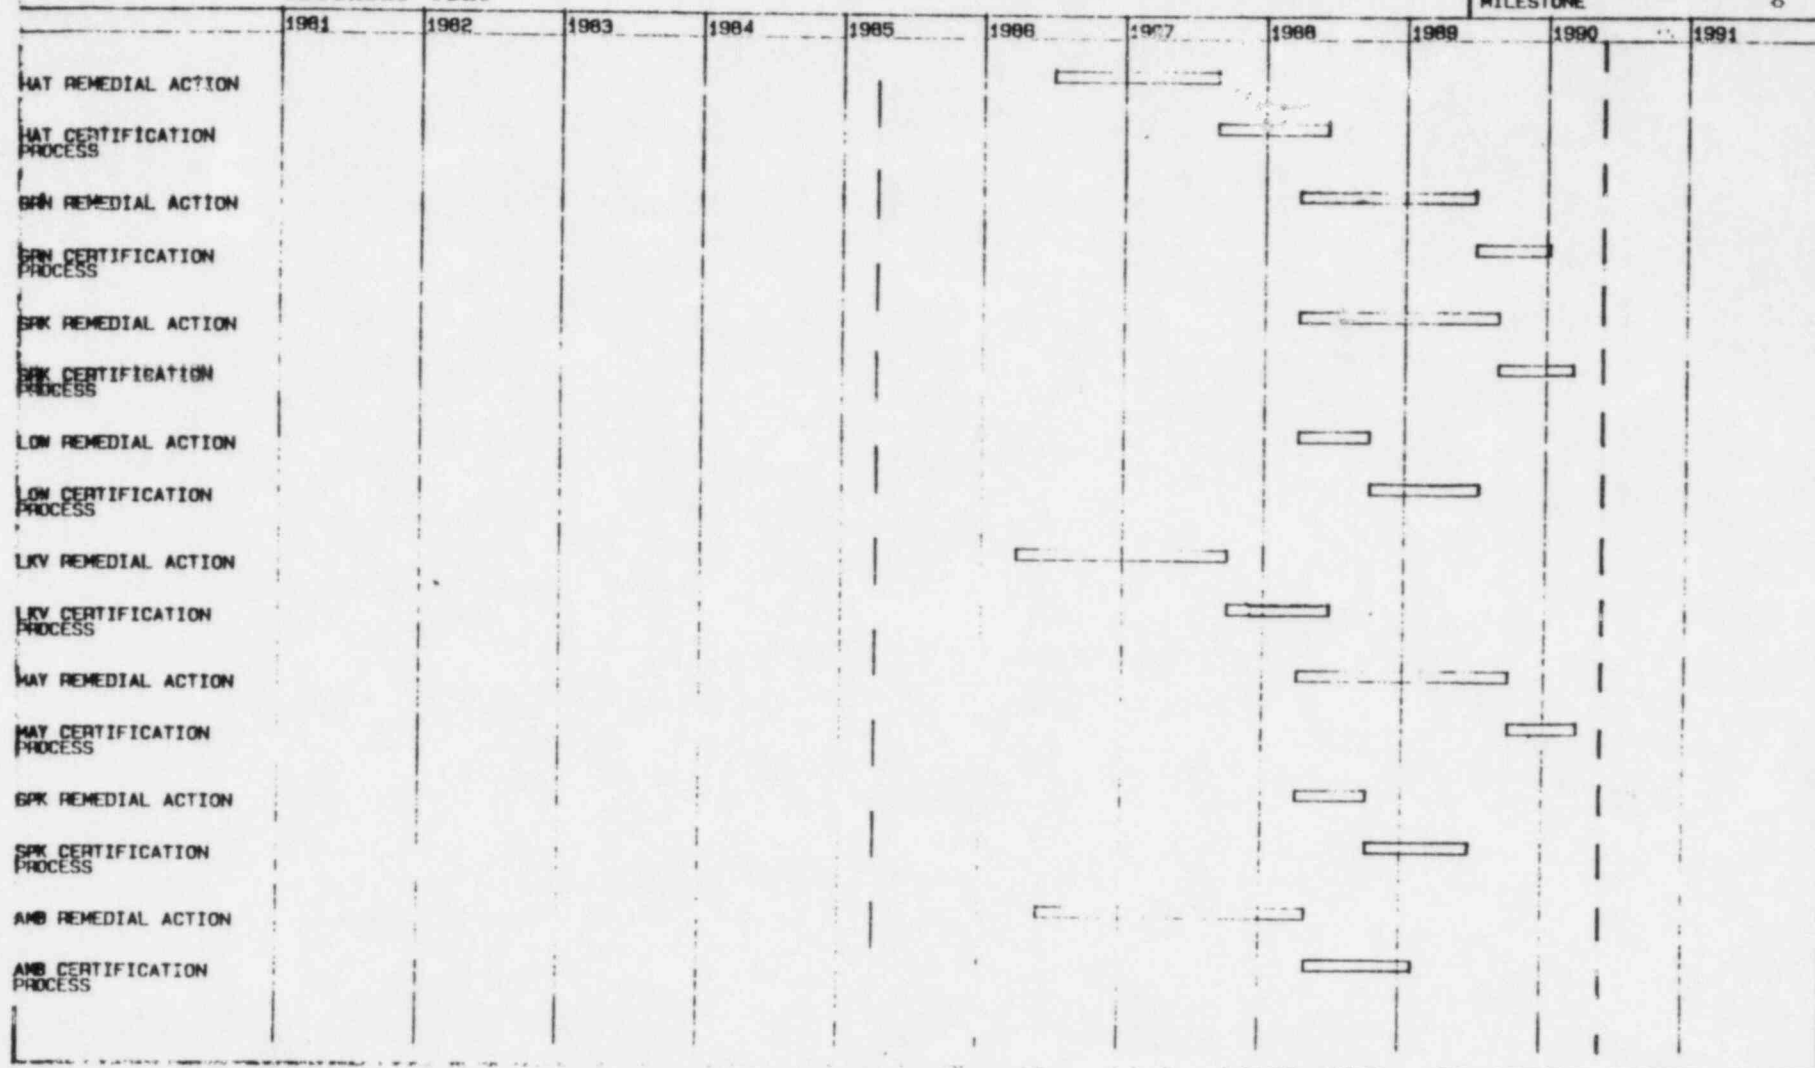 MILESTONE
1981 1982 1983 1984 1985 1986 1987 1988 1989 1990 1991
HAT REMEDIAL ACTION
HAT CERTIFICATION
PROCESS
GRN REMEDIAL ACTION
GRN CERTIFICATION
PROCESS
SRK REMEDIAL ACTION
SRK CERTIFICATION
PROCESS
LOW REMEDIAL ACTION
LOW CERTIFICATION
PROCESS
LKV REMEDIAL ACTION
LKV CERTIFICATION
PROCESS
MAY REMEDIAL ACTION
MAY CERTIFICATION
PROCESS
SPK REMEDIAL ACTION
SPK CERTIFICATION
PROCESS
AMB REMEDIAL ACTION
AMB CERTIFICATION
PROCESS